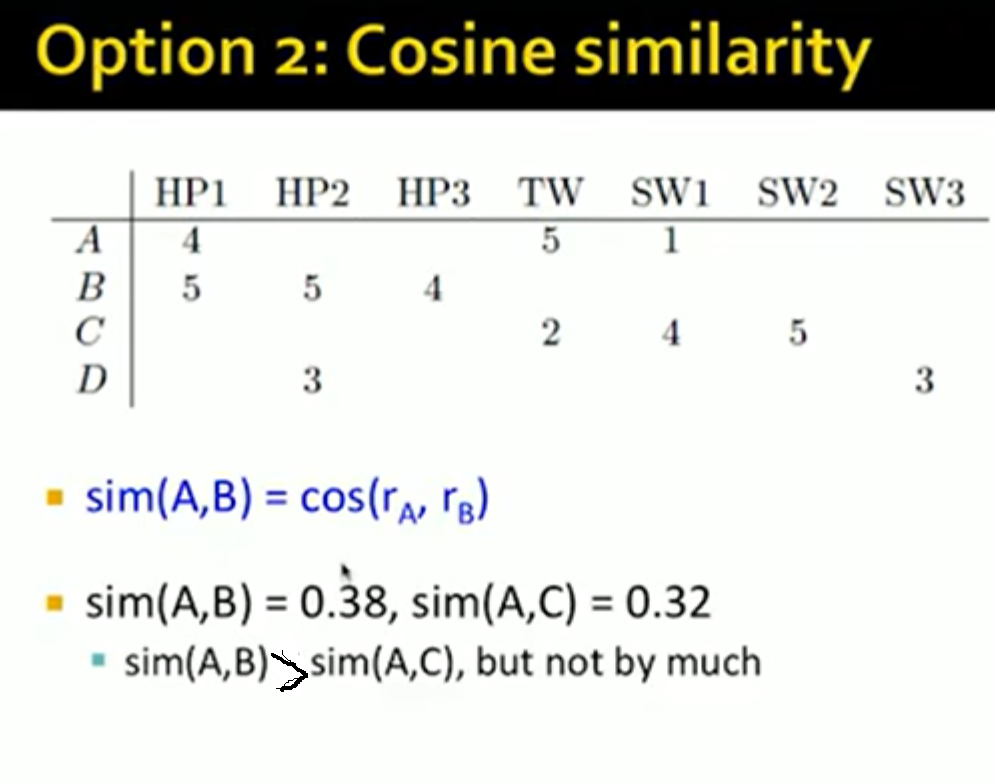 Option 2: Cosine similarity
HP1 HP2 HP3 TW SW1 SW2 SW3
A 4 5 1
B 5 5 4
C 2 4 5
D 3 3
sim(A,B) = cos(rA, rB)
sim(A,B) = 0.38, sim(A,C) = 0.32
sim(A,B) > sim(A,C), but not by much